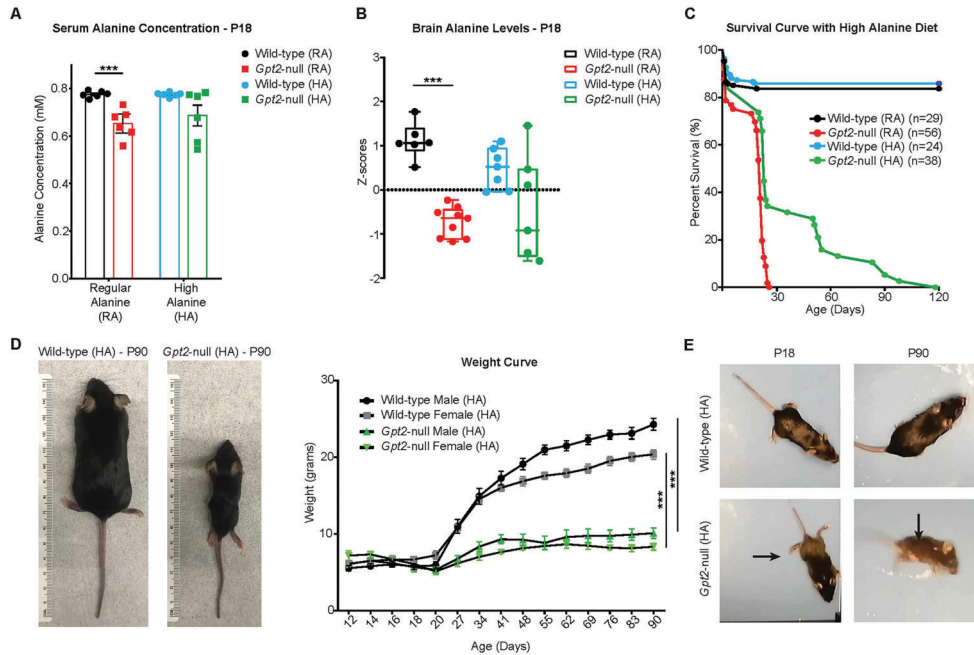 A
Serum Alanine Concentration - P18
Wild-type (RA)
Gpt2-null (RA)
Wild-type (HA)
Gpt2-null (HA)
***
Alanine Concentration (mM)
0.8
0.6
0.4
0.2
0.0
Regular
Alanine
(RA)
High
Alanine
(HA)
B
Brain Alanine Levels - P18
Wild-type (RA)
Gpt2-null (RA)
Wild-type (HA)
Gpt2-null (HA)
***
Z-scores
3
2
1
0
-1
-2
C
Survival Curve with High Alanine Diet
Percent Survival (%)
100
80
60
40
20
0
Wild-type (RA) (n=29)
Gpt2-null (RA) (n=56)
Wild-type (HA) (n=24)
Gpt2-null (HA) (n=38)
0 30 60 90 120
Age (Days)
D
Wild-type (HA) - P90
Gpt2-null (HA) - P90
Weight Curve
Wild-type Male (HA)
Wild-type Female (HA)
Gpt2-null Male (HA)
Gpt2-null Female (HA)
Weight (grams)
30
20
10
0
***
***
12 14 16 18 20 27 34 41 48 55 62 69 76 83 90
Age (Days)
E
P18
P90
Wild-type (HA)
Gpt2-null (HA)